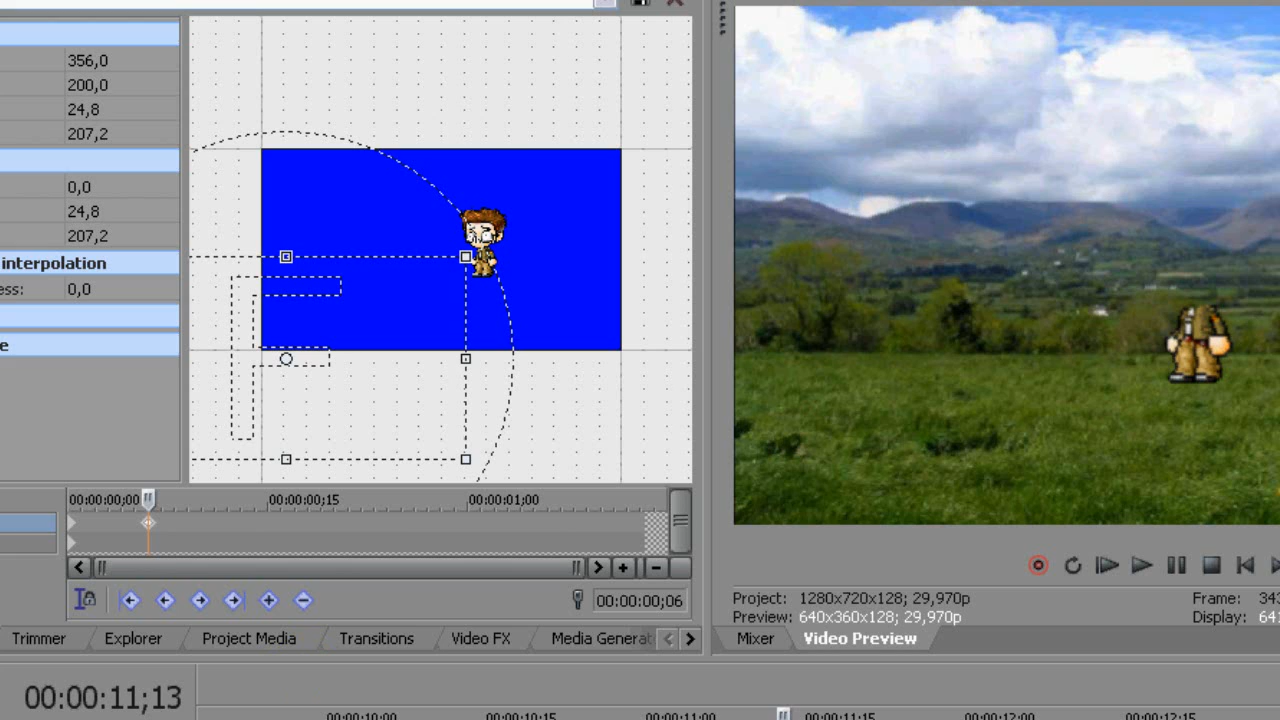 356,0
200,0
24,8
207,2
0,0
24,8
207,2
interpolation
ess: 0,0
e
00:00:00;00 00:00:00;15 00:00:01;00
00:00:00;06
Trimmer Explorer Project Media Transitions Video FX Media Generat
Project: 1280x720x128; 29,970p
Preview: 640x360x128; 29,970p
Frame: 343
Display: 641
Mixer Video Preview
00:00:11;13
00:00:10;00 00:00:10;15 00:00:11;00 00:00:11;15 00:00:12;00 00:00:12;15